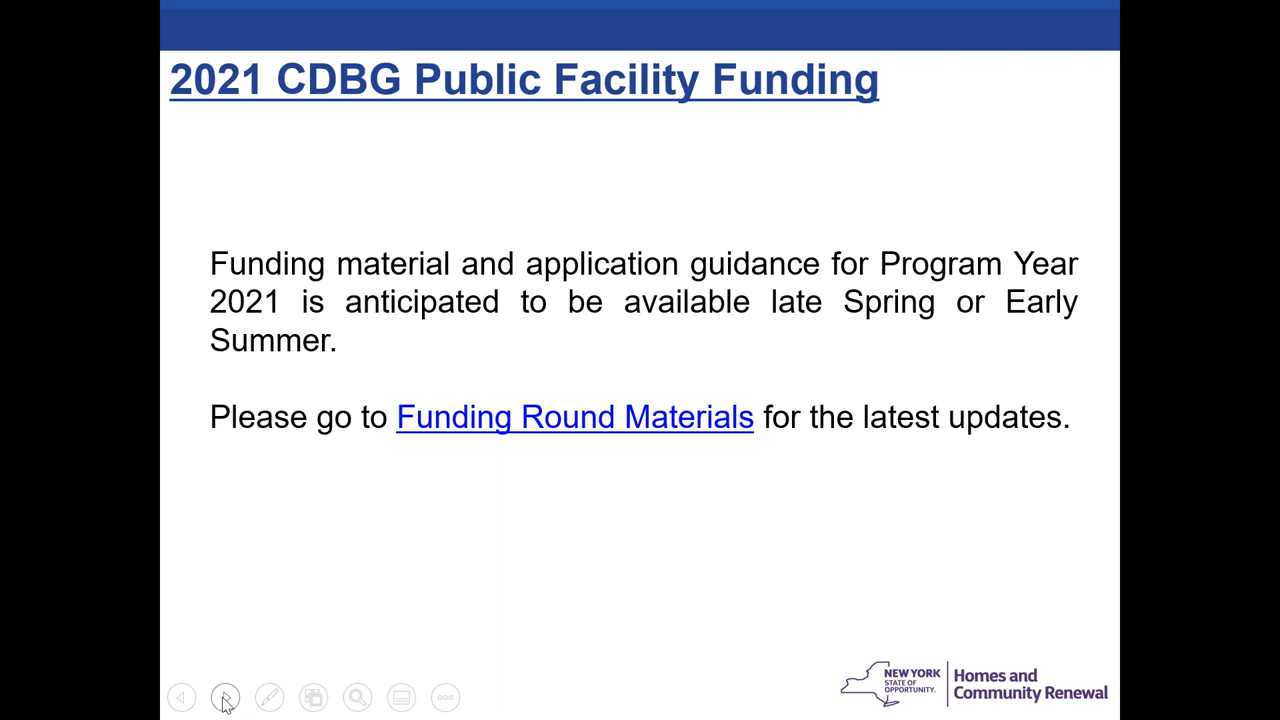 2021 CDBG Public Facility Funding
Funding material and application guidance for Program Year
2021 is anticipated to be available late Spring or Early
Summer.
Please go to Funding Round Materials for the latest updates.
NEW YORK
STATE OF
OPPORTUNITY.
Homes and
Community Renewal